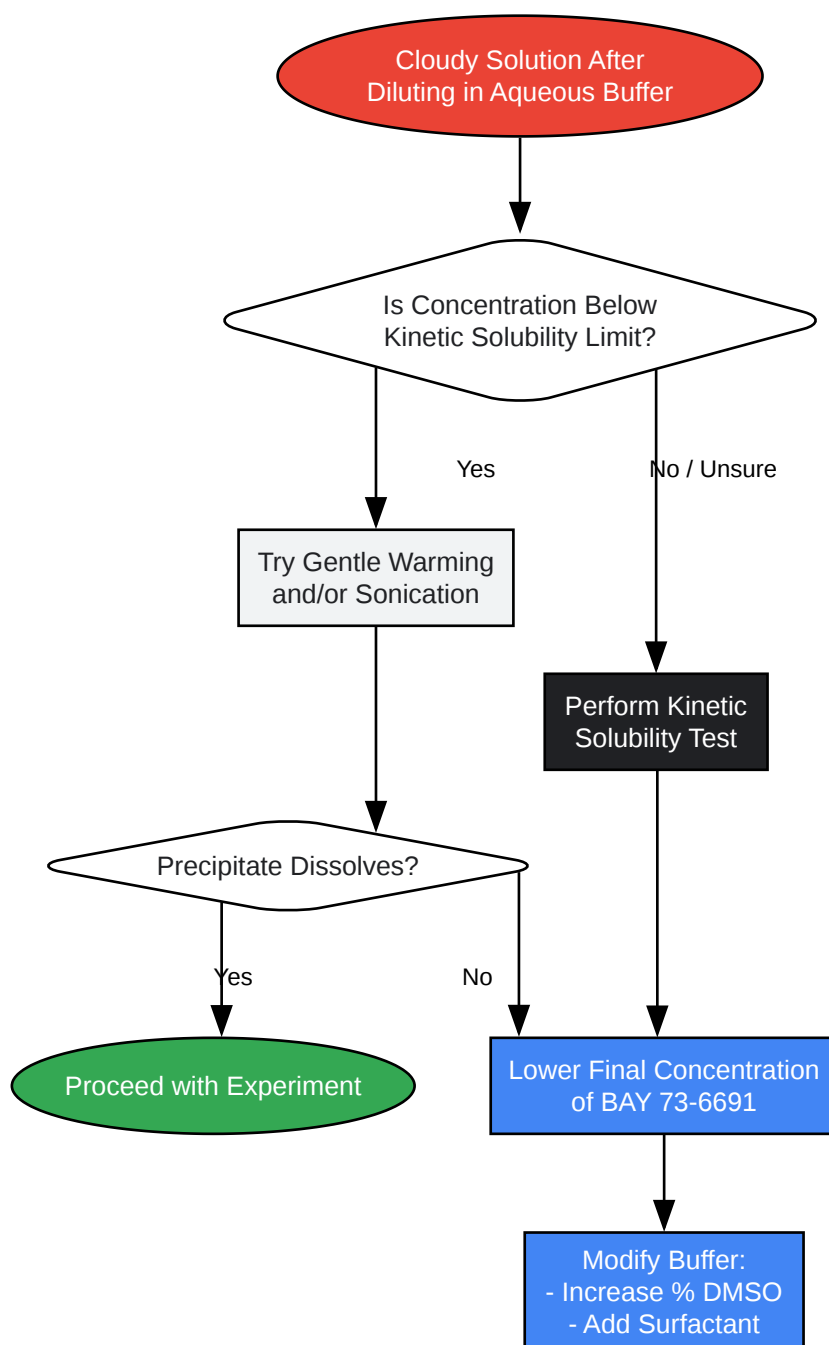 Cloudy Solution After
Diluting in Aqueous Buffer
Is Concentration Below
Kinetic Solubility Limit?
Yes
No / Unsure
Try Gentle Warming
and/or Sonication
Perform Kinetic
Solubility Test
Precipitate Dissolves?
Yes
No
Proceed with Experiment
Lower Final Concentration
of BAY 73-6691
Modify Buffer:
- Increase % DMSO
- Add Surfactant